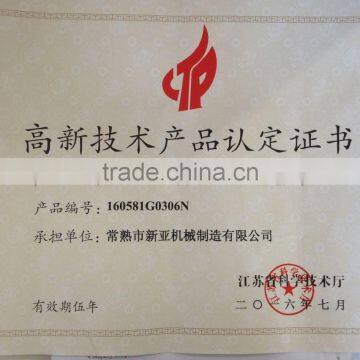 CTP
高新技术产品认定证书
trade.china.cn
产品编号：160581G0306N
承担单位：常熟市新亚机械制造有限公司
江苏省科学技术厅
有效期伍年
二〇一六年七月